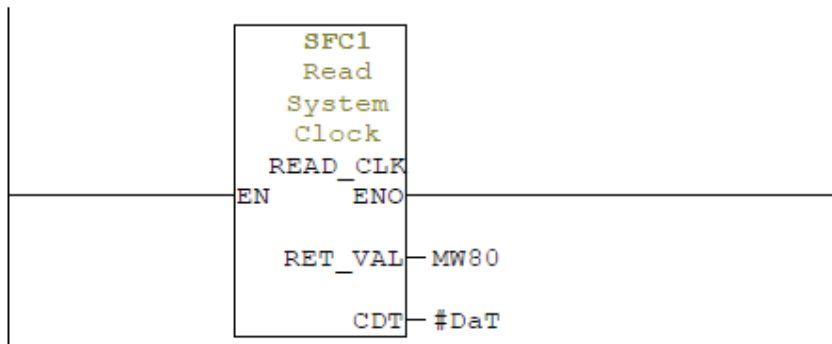 SFC1
Read
System
Clock
READ_CLK
EN ENO
RET_VAL MW80
CDT #DaT